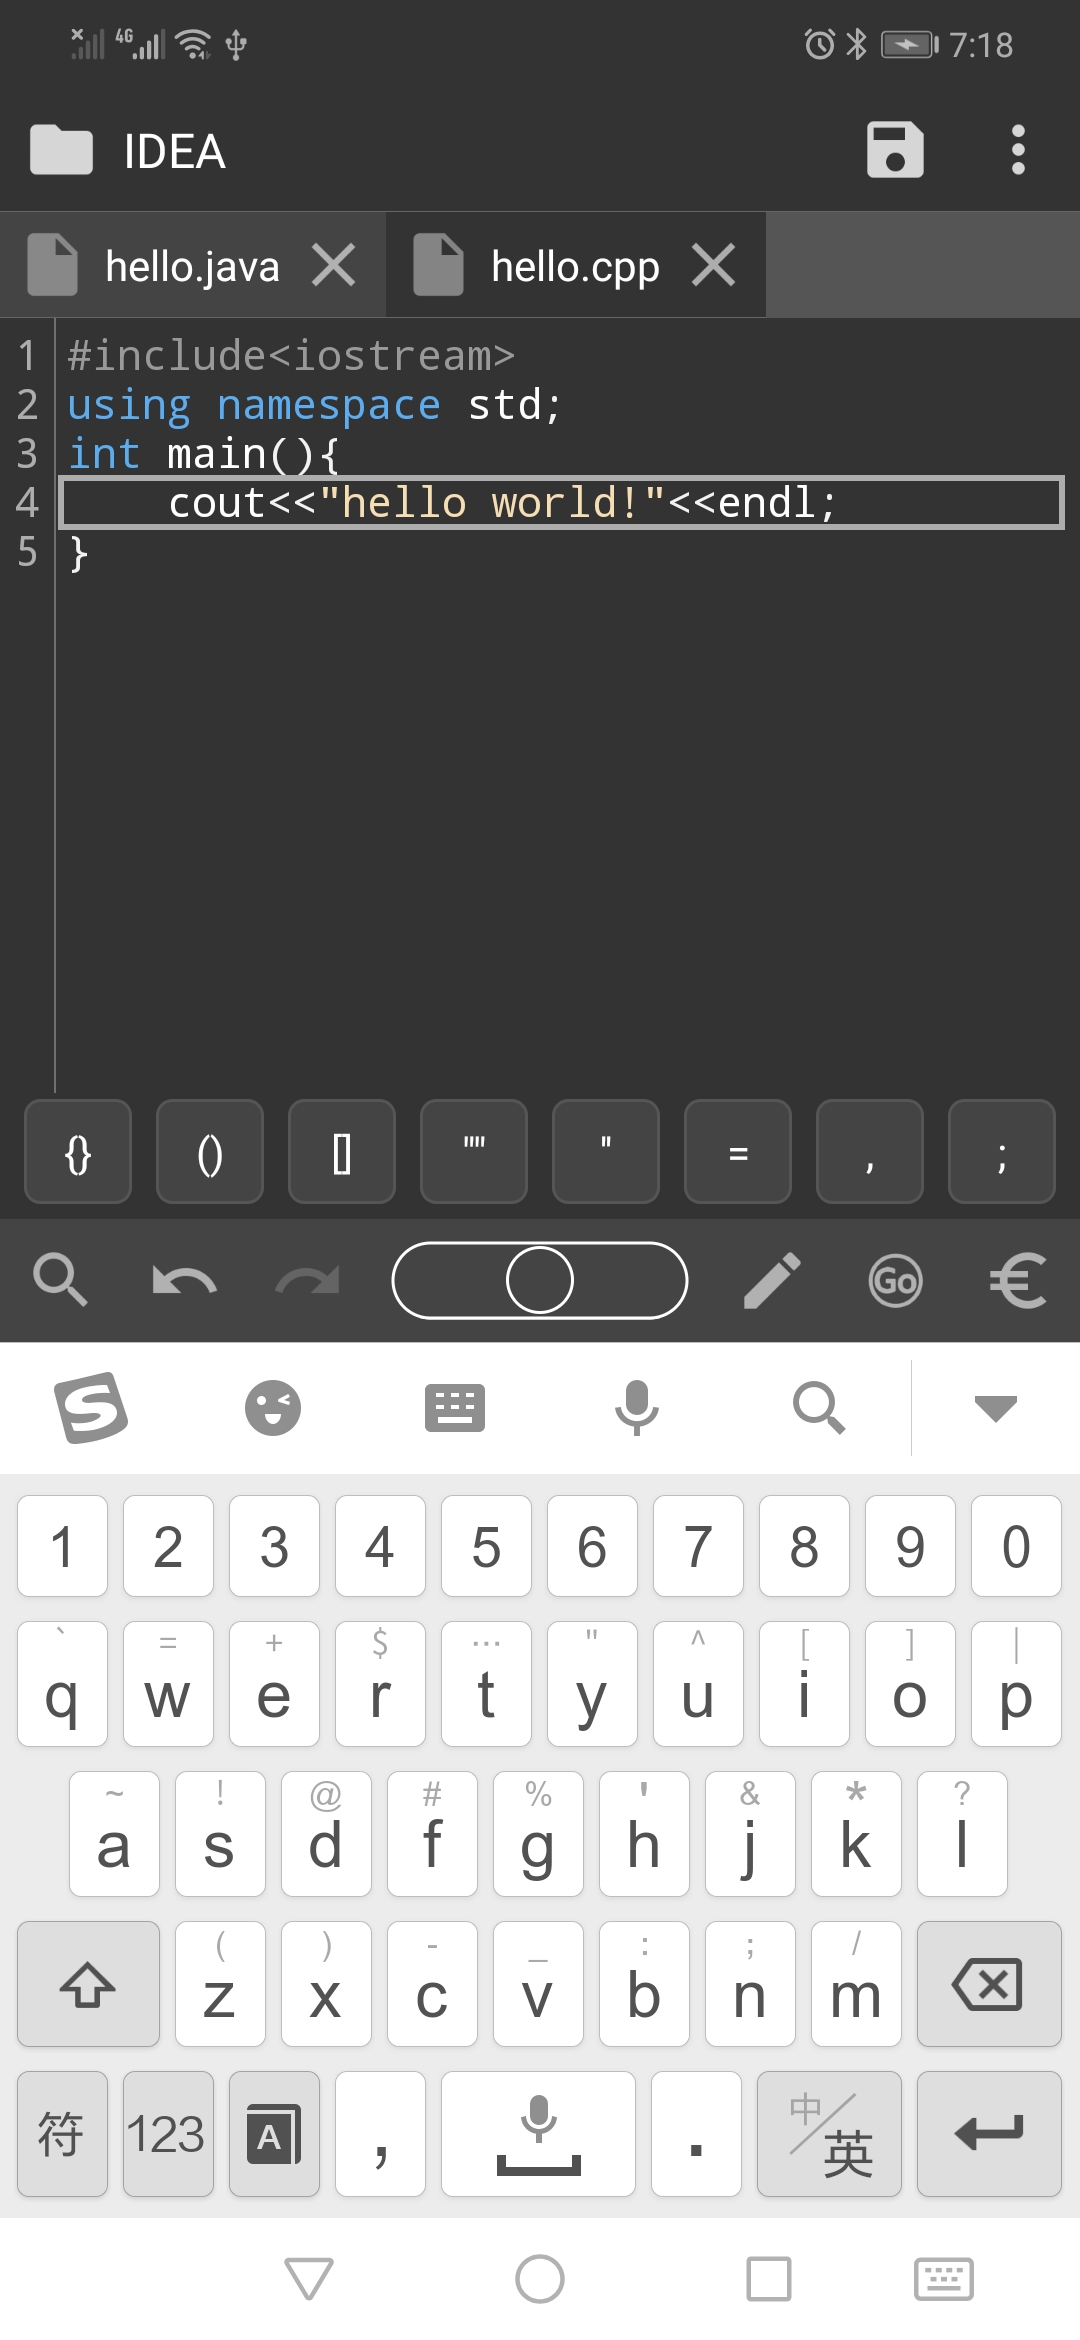 4G 7:18
IDEA
hello.java hello.cpp
1 #include<iostream>
2 using namespace std;
3 int main(){
4     cout<<"hello world!"<<endl;
5 }
{} () [] "" '' = , ;
Go €
S
1 2 3 4 5 6 7 8 9 0
` = + $ ... " ^ [ ] |
q w e r t y u i o p
~ ! @ # % ' & * ?
a s d f g h j k l
( ) - _ : ; /
z x c v b n m
符 123 A , . 中/英